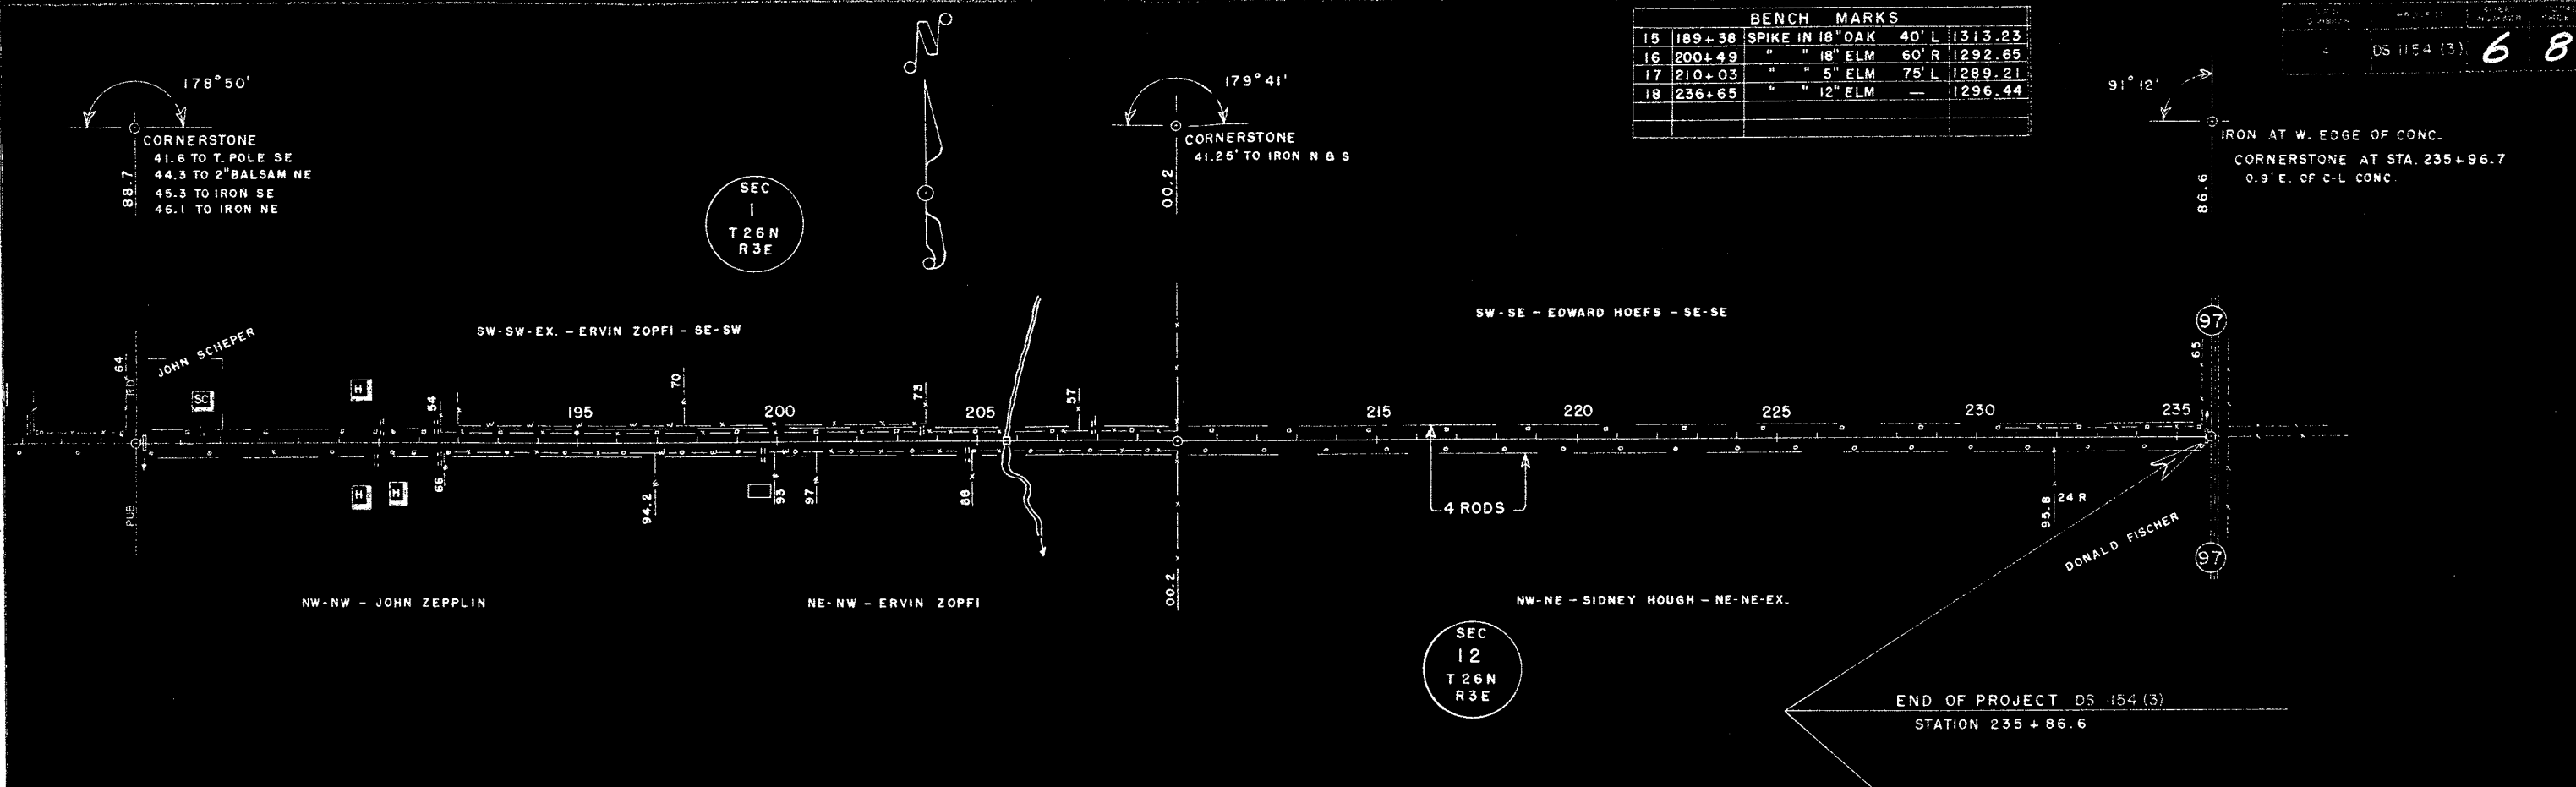 BENCH MARKS
15 189+38 SPIKE IN 18" OAK 40' L 1313.23
16 200+49 " " 18" ELM 60' R 1292.65
17 210+03 " " 5" ELM 75' L 1289.21
18 236+65 " " 12" ELM — 1296.44
DS 1154 (3) 6 8
N
178°50'
CORNERSTONE
41.6 TO T. POLE SE
44.3 TO 2" BALSAM NE
45.3 TO IRON SE
46.1 TO IRON NE
88.7
SEC
1
T 26 N
R 3 E
179°41'
CORNERSTONE
41.25' TO IRON N & S
00.2
91°12'
IRON AT W. EDGE OF CONC.
CORNERSTONE AT STA. 235+96.7
0.9' E. OF C-L CONC.
86.6
SW-SW-EX. – ERVIN ZOPFI – SE-SW
SW-SE – EDWARD HOEFS – SE-SE
97
JOHN SCHEPER
64
RD
SC
H
54
70
73
57
65
195
200
205
215
220
225
230
235
PUB
H
H
66
94.2
93
97
88
4 RODS
95.8
24 R
DONALD FISCHER
97
00.2
NW-NW – JOHN ZEPPLIN
NE-NW – ERVIN ZOPFI
NW-NE – SIDNEY HOUGH – NE-NE-EX.
SEC
12
T 26 N
R 3 E
END OF PROJECT DS 1154 (3)
STATION 235 + 86.6